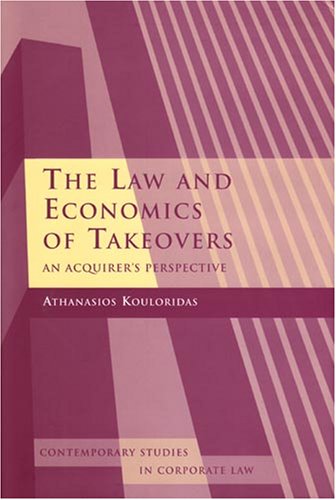 THE LAW AND
ECONOMICS
OF TAKEOVERS
AN ACQUIRER'S PERSPECTIVE
ATHANASIOS KOULORIDAS
CONTEMPORARY STUDIES
IN CORPORATE LAW